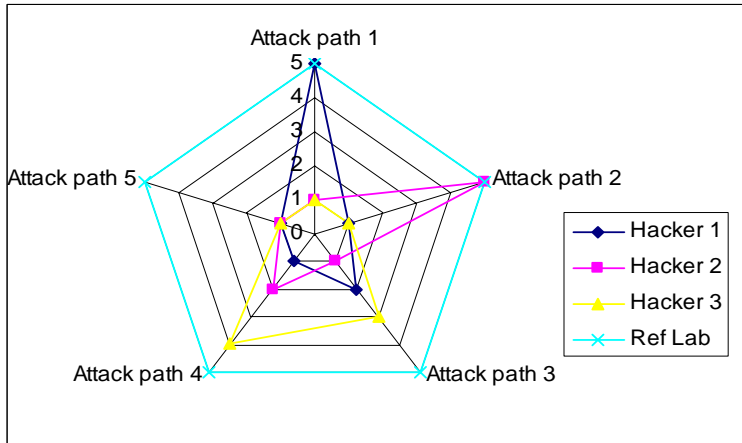 Attack path 1
5
4
3
2
1
0
Attack path 5
Attack path 2
Attack path 4
Attack path 3
Hacker 1
Hacker 2
Hacker 3
Ref Lab